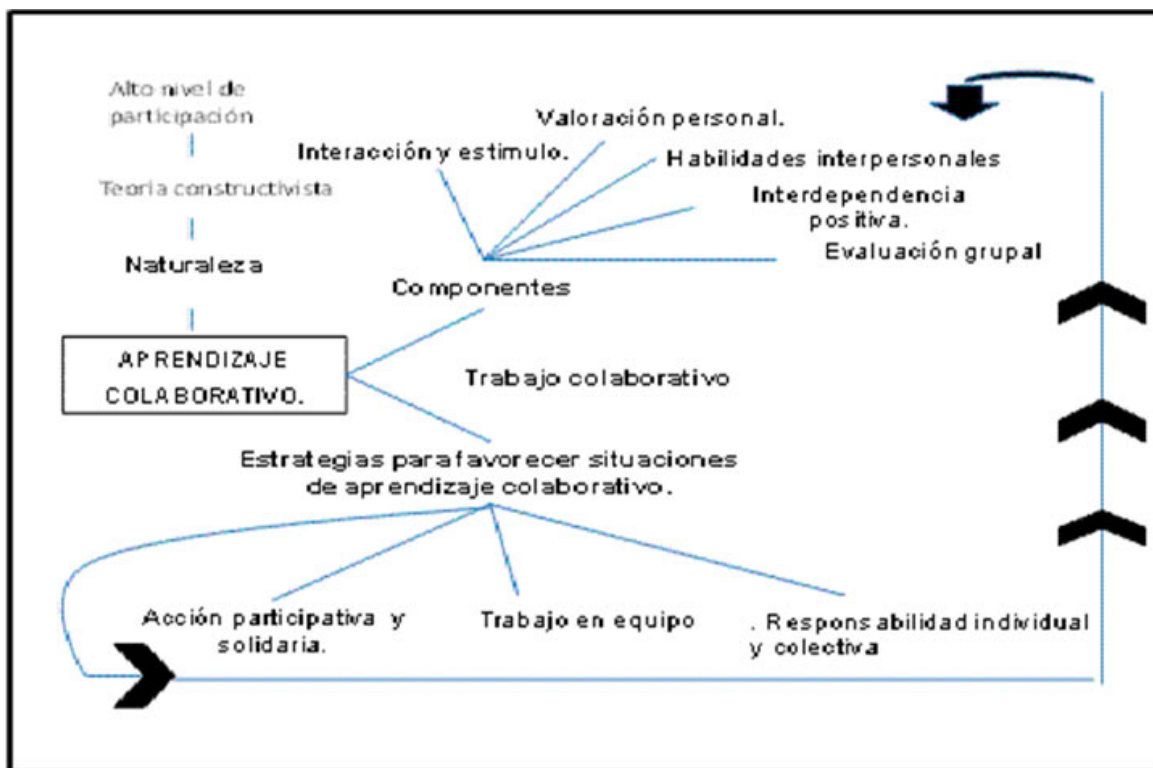 Alto nivel de
participación
Teoria constructivista
Naturaleza
APRENDIZAJE
COLABORATIVO.
Interacción y estimulo.
Valoración personal.
Habilidades interpersonales
Interdependencia
positiva.
Evaluación grupal
Componentes
Trabajo colaborativo
Estrategias para favorecer situaciones
de aprendizaje colaborativo.
Acción participativa y
solidaria.
Trabajo en equipo
. Responsabilidad individual
y colectiva